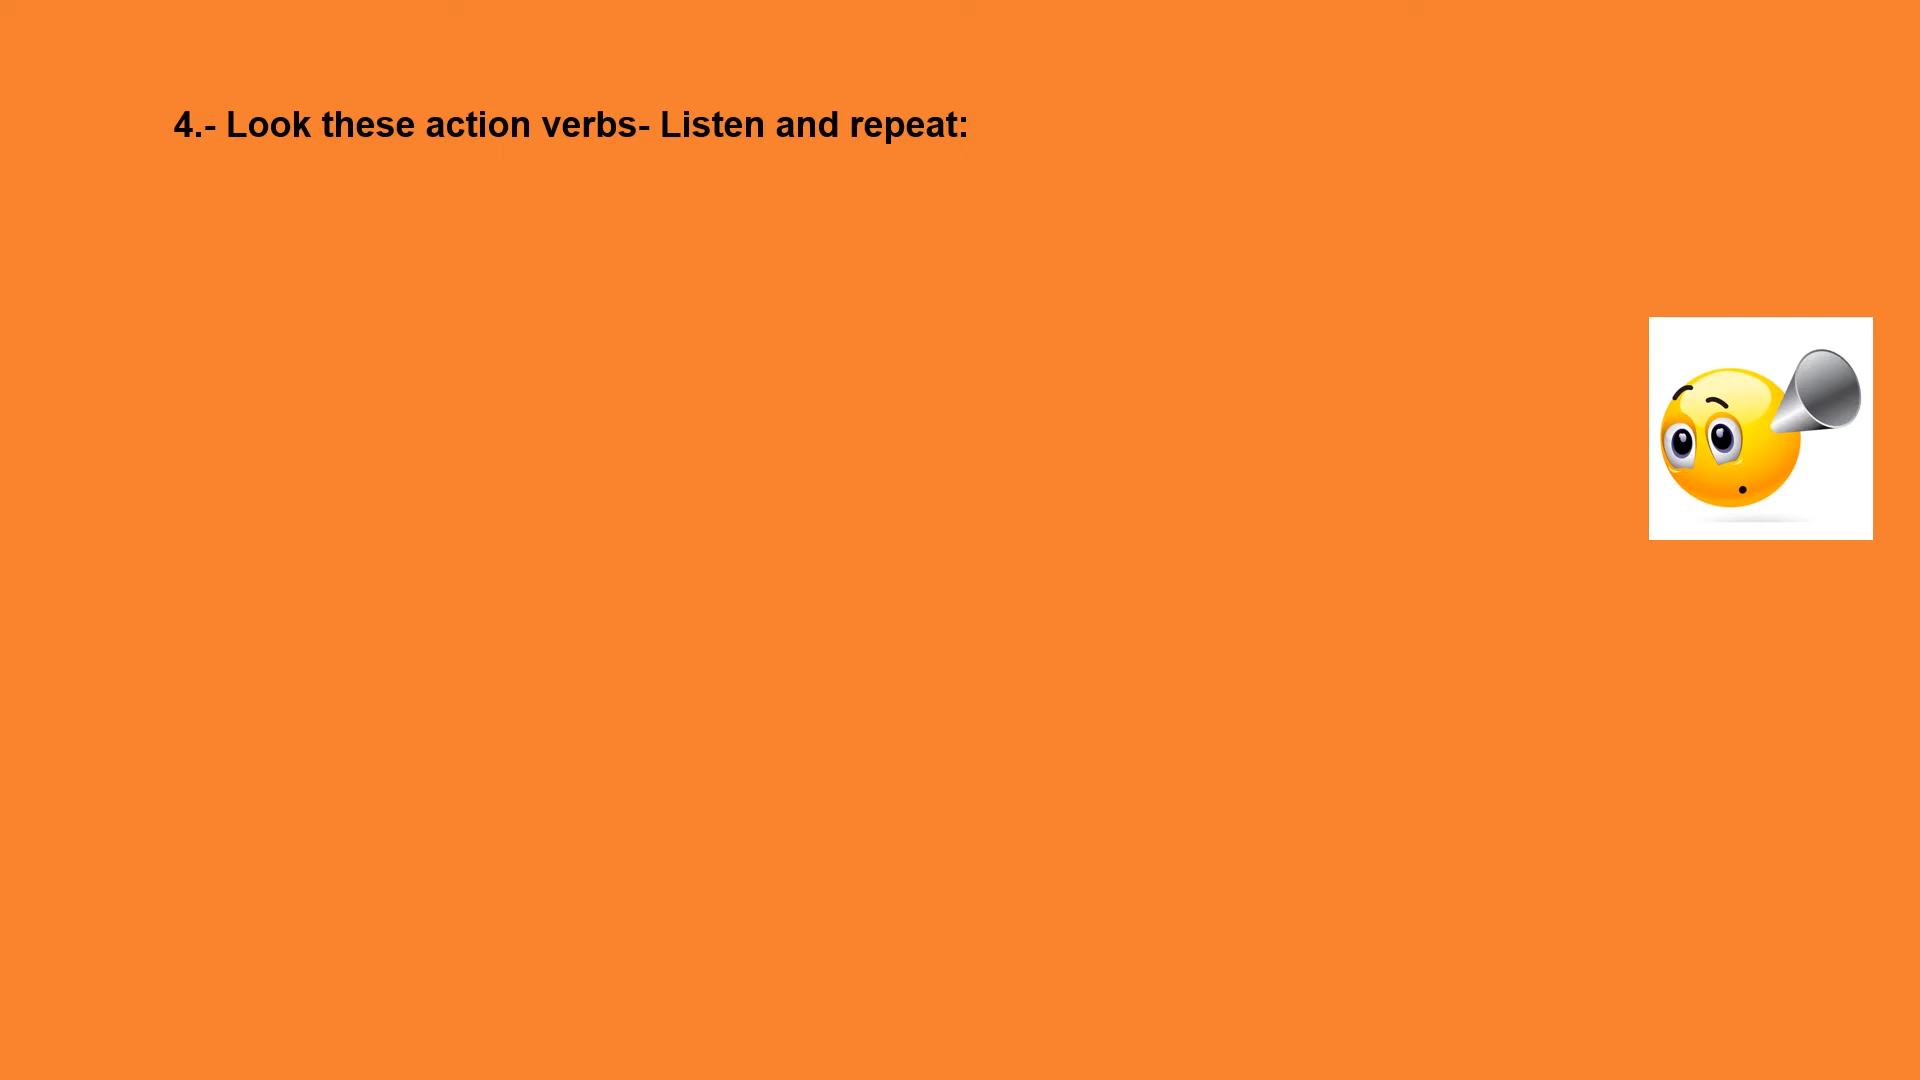 4.- Look these action verbs- Listen and repeat: